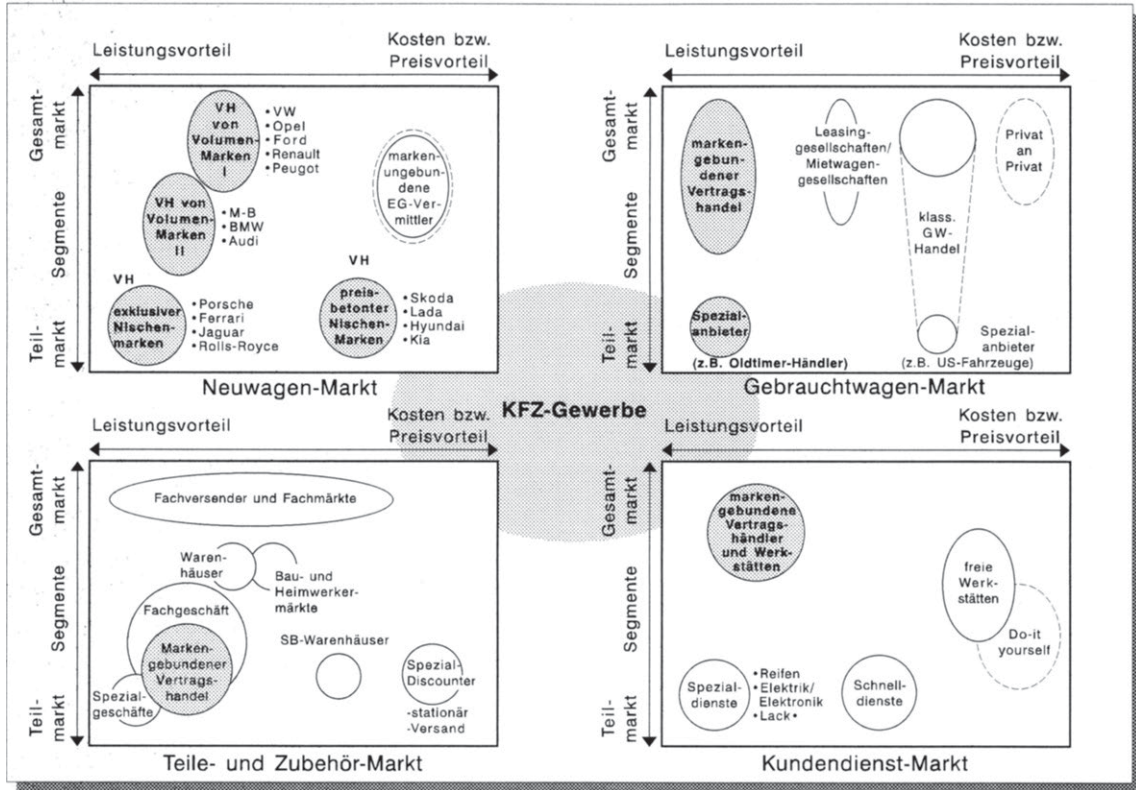 Leistungsvorteil
Kosten bzw.
Preisvorteil
Gesamt-
markt
Segmente
Teil-
markt
VH
von
Volumen-
Marken
I
• VW
• Opel
• Ford
• Renault
• Peugot
VH von
Volumen-
Marken
II
• M-B
• BMW
• Audi
marken-
ungebun-
dene
EG-Ver-
mittler
VH
exklusiver
Nischen-
marken
• Porsche
• Ferrari
• Jaguar
• Rolls-Royce
VH
preis-
betonter
Nischen-
Marken
• Skoda
• Lada
• Hyundai
• Kia
Neuwagen-Markt
Leistungsvorteil
Kosten bzw.
Preisvorteil
Gesamt-
markt
Segmente
Teil-
markt
marken-
gebun-
dener
Vertrags-
handel
Leasing-
gesellschaften/
Mietwagen-
gesellschaften
klass.
GW-
Handel
Privat
an
Privat
Spezial-
anbieter
(z.B. Oldtimer-Händler)
Spezial-
anbieter
(z.B. US-Fahrzeuge)
Gebrauchtwagen-Markt
KFZ-Gewerbe
Leistungsvorteil
Kosten bzw.
Preisvorteil
Gesamt-
markt
Segmente
Teil-
markt
Fachversender und Fachmärkte
Waren-
häuser
Bau- und
Heimwerker-
märkte
Fachgeschäft
Marken-
gebundener
Vertrags-
handel
Spezial-
geschäfte
SB-Warenhäuser
Spezial-
Discounter
-stationär
-Versand
Teile- und Zubehör-Markt
Leistungsvorteil
Kosten bzw.
Preisvorteil
Gesamt-
markt
Segmente
Teil-
markt
marken-
gebundene
Vertrags-
händler
und Werk-
stätten
freie
Werk-
stätten
Do-it
yourself
Spezial-
dienste
• Reifen
• Elektrik/
Elektronik
• Lack •
Schnell-
dienste
Kundendienst-Markt